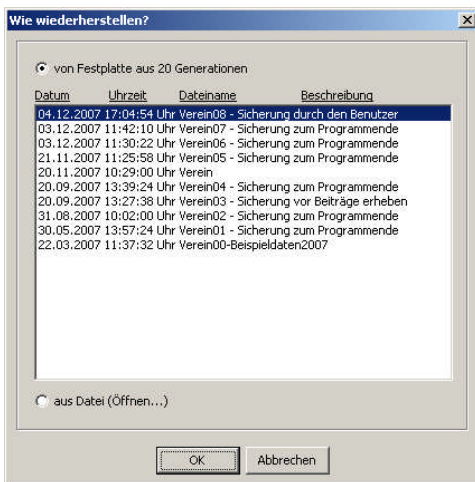 Wie wiederherstellen?
von Festplatte aus 20 Generationen
Datum Uhrzeit Dateiname Beschreibung
04.12.2007 17:04:54 Uhr Verein08 - Sicherung durch den Benutzer
03.12.2007 11:42:10 Uhr Verein07 - Sicherung zum Programmende
03.12.2007 11:30:22 Uhr Verein06 - Sicherung zum Programmende
21.11.2007 11:25:58 Uhr Verein05 - Sicherung zum Programmende
20.11.2007 10:29:00 Uhr Verein
20.09.2007 13:39:24 Uhr Verein04 - Sicherung zum Programmende
20.09.2007 13:27:38 Uhr Verein03 - Sicherung vor Beiträge erheben
31.08.2007 10:02:00 Uhr Verein02 - Sicherung zum Programmende
30.05.2007 13:57:24 Uhr Verein01 - Sicherung zum Programmende
22.03.2007 11:37:32 Uhr Verein00-Beispieldaten2007
aus Datei (Öffnen...)
OK Abbrechen